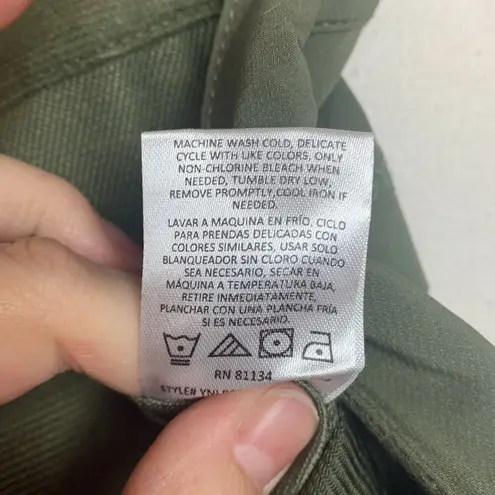 MACHINE WASH COLD, DELICATE
CYCLE WITH LIKE COLORS, ONLY
NON-CHLORINE BLEACH WHEN
NEEDED, TUMBLE DRY LOW,
REMOVE PROMPTLY,COOL IRON IF
NEEDED.
LAVAR A MAQUINA EN FRÍO, CICLO
PARA PRENDAS DELICADAS CON
COLORES SIMILARES, USAR SOLO
BLANQUEADOR SIN CLORO CUANDO
SEA NECESARIO, SECAR EN
MÁQUINA A TEMPERATURA BAJA,
RETIRE INMEDIATAMENTE,
PLANCHAR CON UNA PLANCHA FRÍA
SI ES NECESARIO.
RN 81134
STYLE#